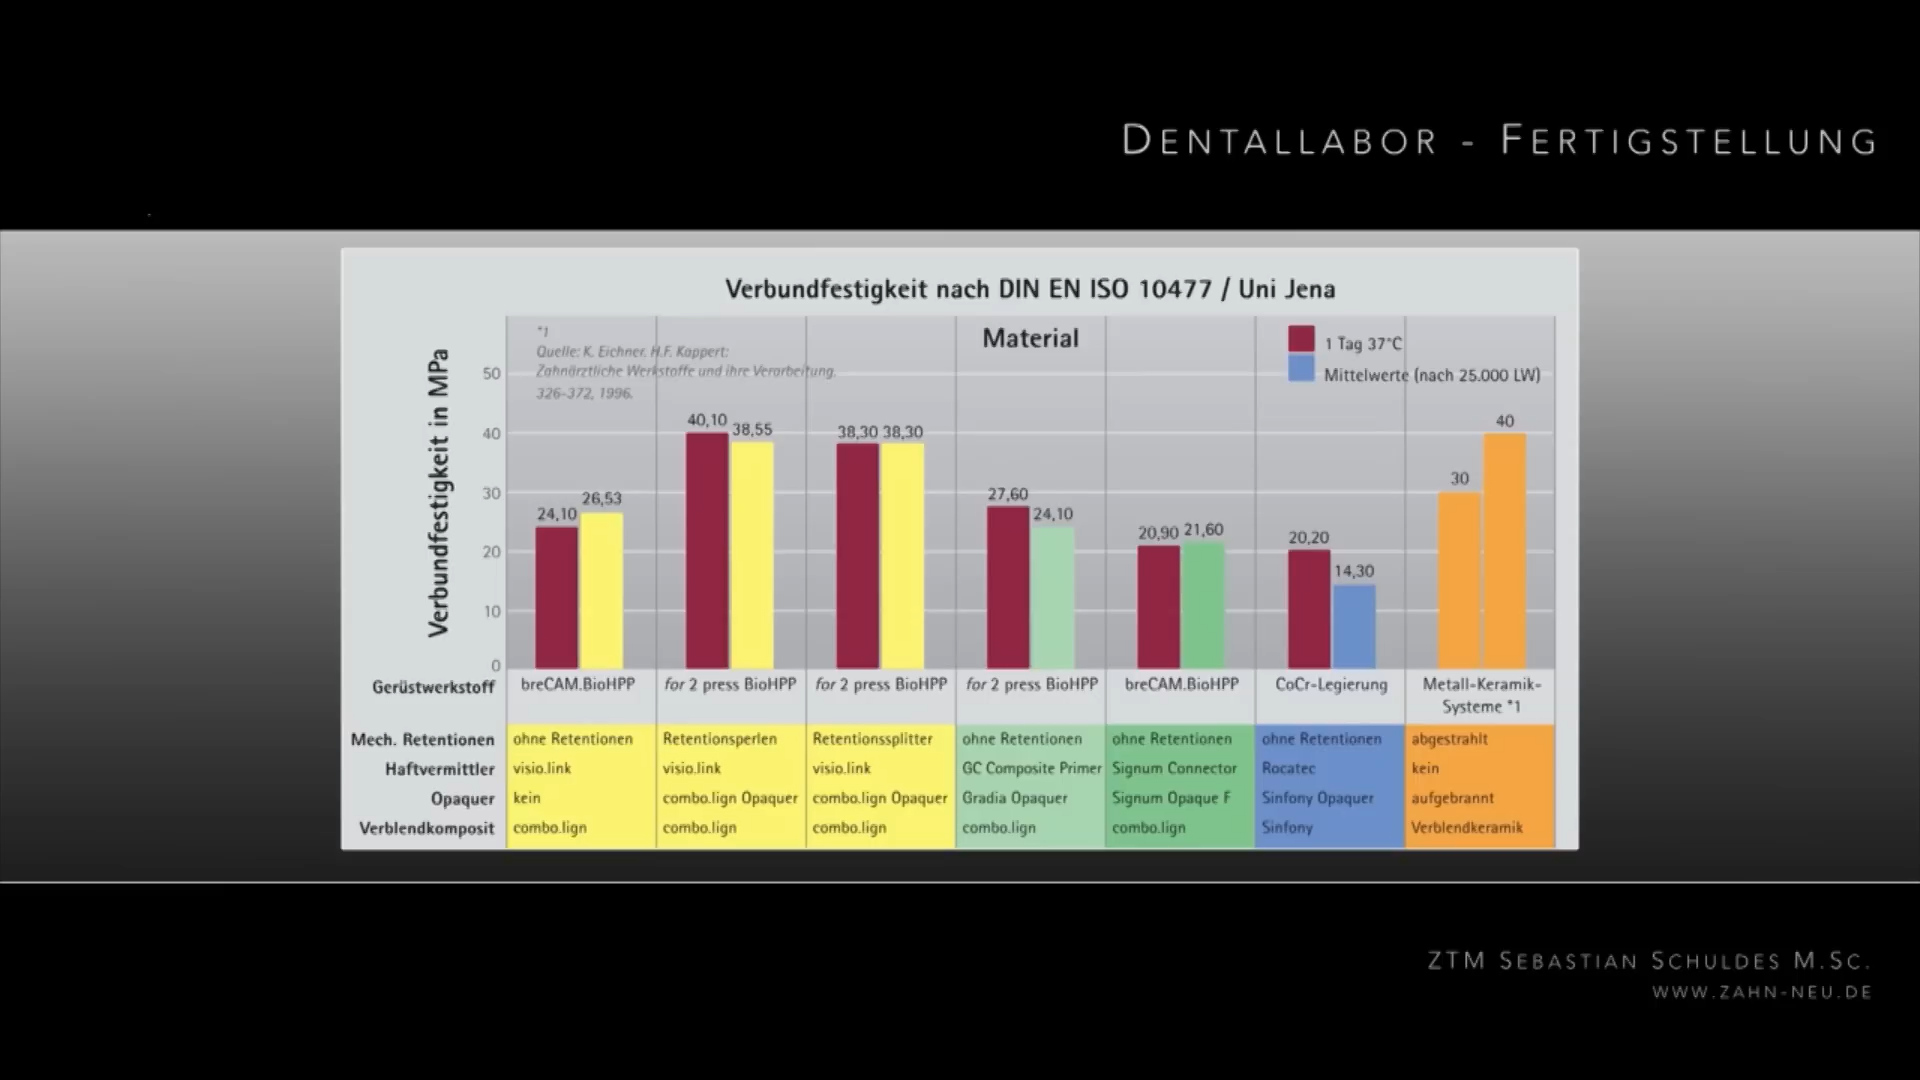 DENTALLABOR - FERTIGSTELLUNG
Verbundfestigkeit nach DIN EN ISO 10477 / Uni Jena
Material
*1
Quelle: K. Eichner. H.F. Kappert:
Zahnärztliche Werkstoffe und ihre Verarbeitung.
326-372, 1996.
1 Tag 37°C
Mittelwerte (nach 25.000 LW)
Verbundfestigkeit in MPa
50
40
30
20
10
0
24,10 26,53
40,10 38,55
38,30 38,30
27,60 24,10
20,90 21,60
20,20 14,30
30 40
Gerüstwerkstoff breCAM.BioHPP for 2 press BioHPP for 2 press BioHPP for 2 press BioHPP breCAM.BioHPP CoCr-Legierung Metall-Keramik-
Systeme *1
Mech. Retentionen ohne Retentionen Retentionsperlen Retentionssplitter ohne Retentionen ohne Retentionen ohne Retentionen abgestrahlt
Haftvermittler visio.link visio.link visio.link GC Composite Primer Signum Connector Rocatec kein
Opaquer kein combo.lign Opaquer combo.lign Opaquer Gradia Opaquer Signum Opaque F Sinfony Opaquer aufgebrannt
Verblendkomposit combo.lign combo.lign combo.lign combo.lign combo.lign Sinfony Verblendkeramik
ZTM SEBASTIAN SCHULDES M.SC.
WWW.ZAHN-NEU.DE